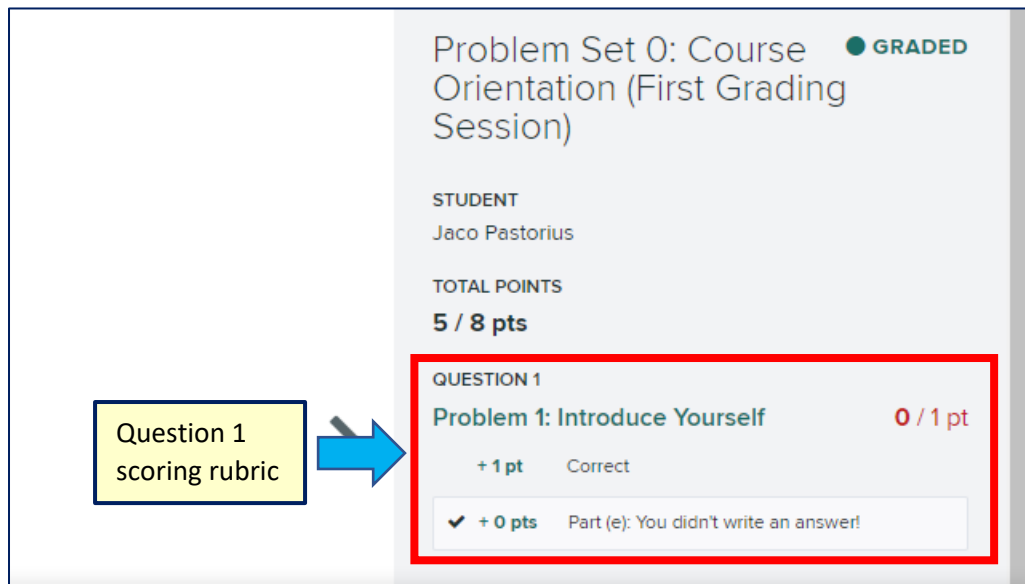 Problem Set 0: Course
Orientation (First Grading
Session)
GRADED
STUDENT
Jaco Pastorius
TOTAL POINTS
5 / 8 pts
QUESTION 1
Problem 1: Introduce Yourself 0 / 1 pt
+ 1 pt Correct
✔ + 0 pts Part (e): You didn't write an answer!
Question 1
scoring rubric